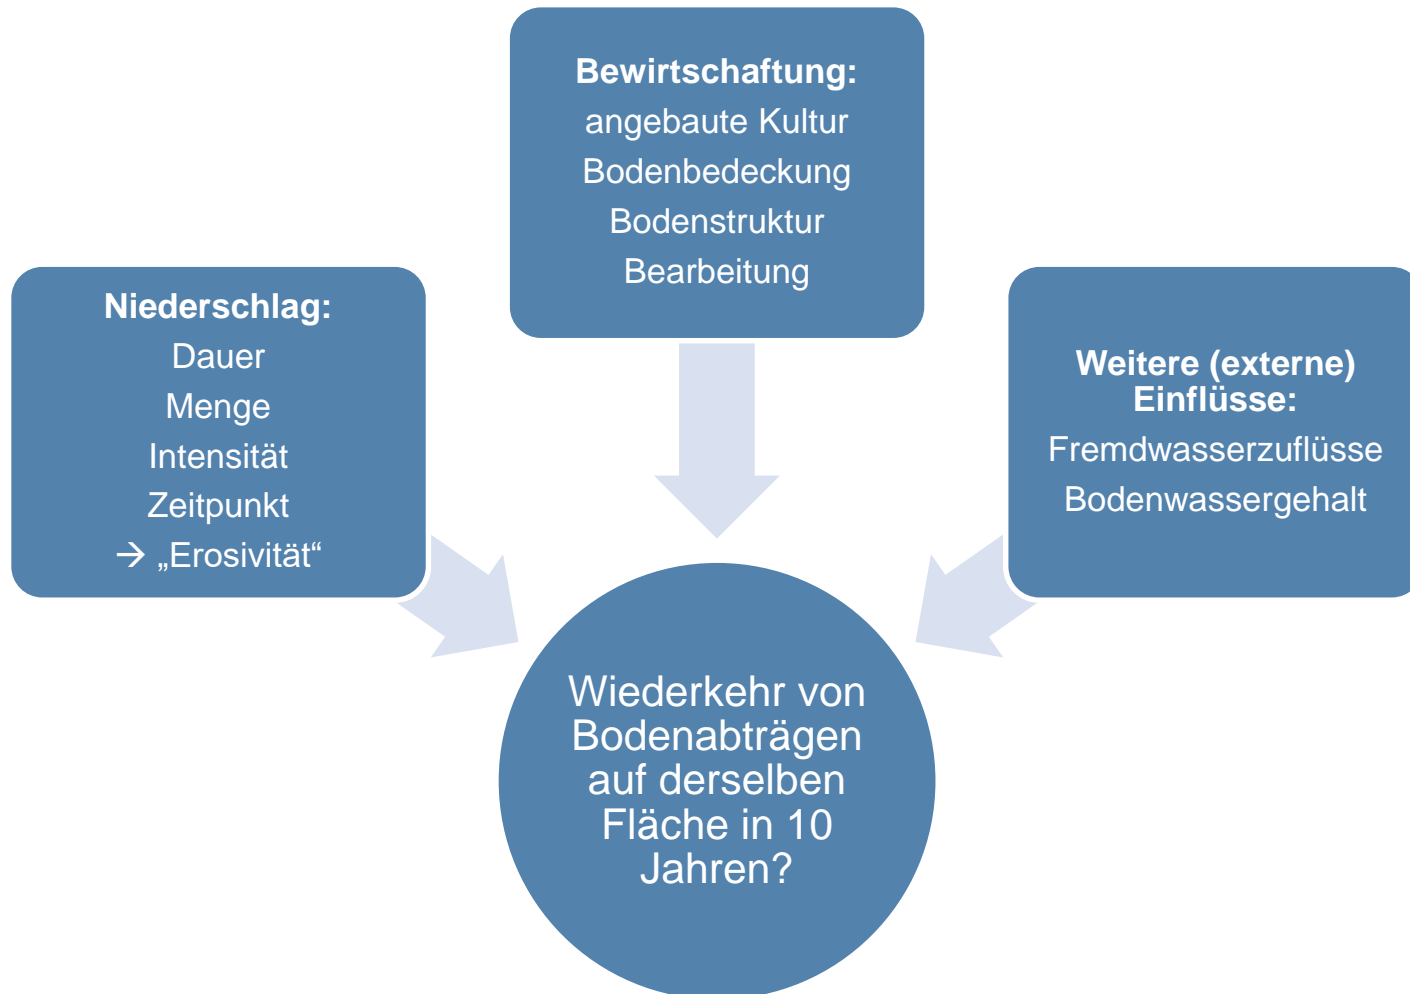 Bewirtschaftung:
angebaute Kultur
Bodenbedeckung
Bodenstruktur
Bearbeitung
Niederschlag:
Dauer
Menge
Intensität
Zeitpunkt
→ „Erosivität“
Weitere (externe)
Einflüsse:
Fremdwasserzuflüsse
Bodenwassergehalt
Wiederkehr von
Bodenabträgen
auf derselben
Fläche in 10
Jahren?